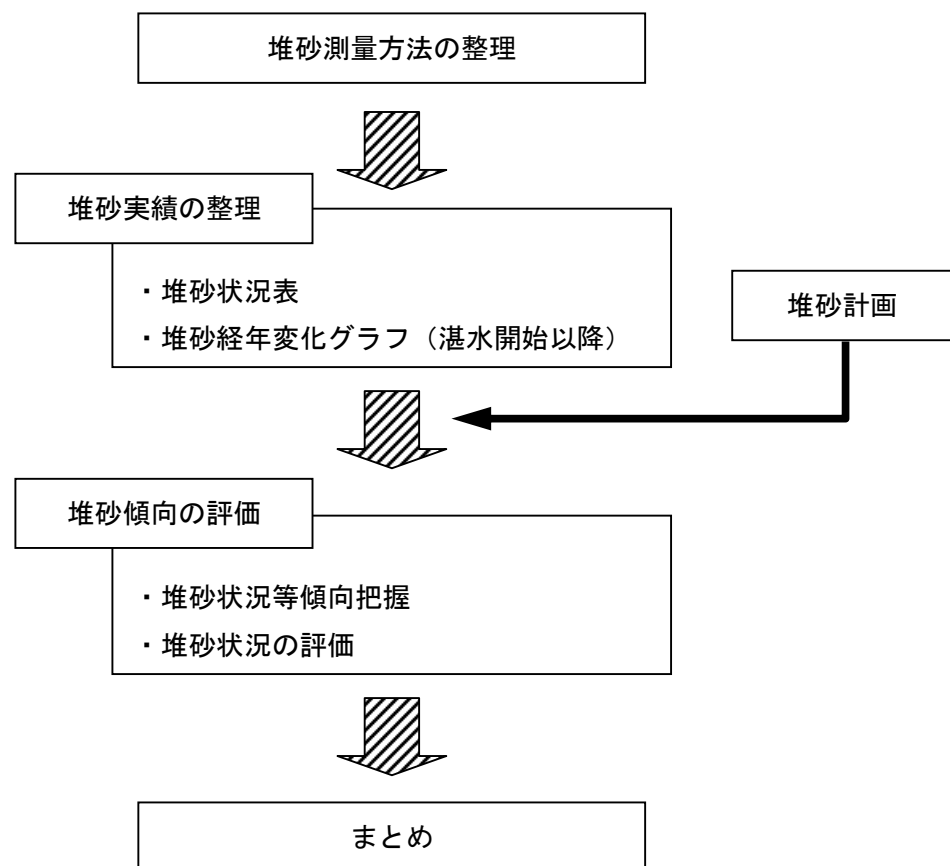 堆砂測量方法の整理
堆砂実績の整理
・堆砂状況表
・堆砂経年変化グラフ（湛水開始以降）
堆砂計画
堆砂傾向の評価
・堆砂状況等傾向把握
・堆砂状況の評価
まとめ